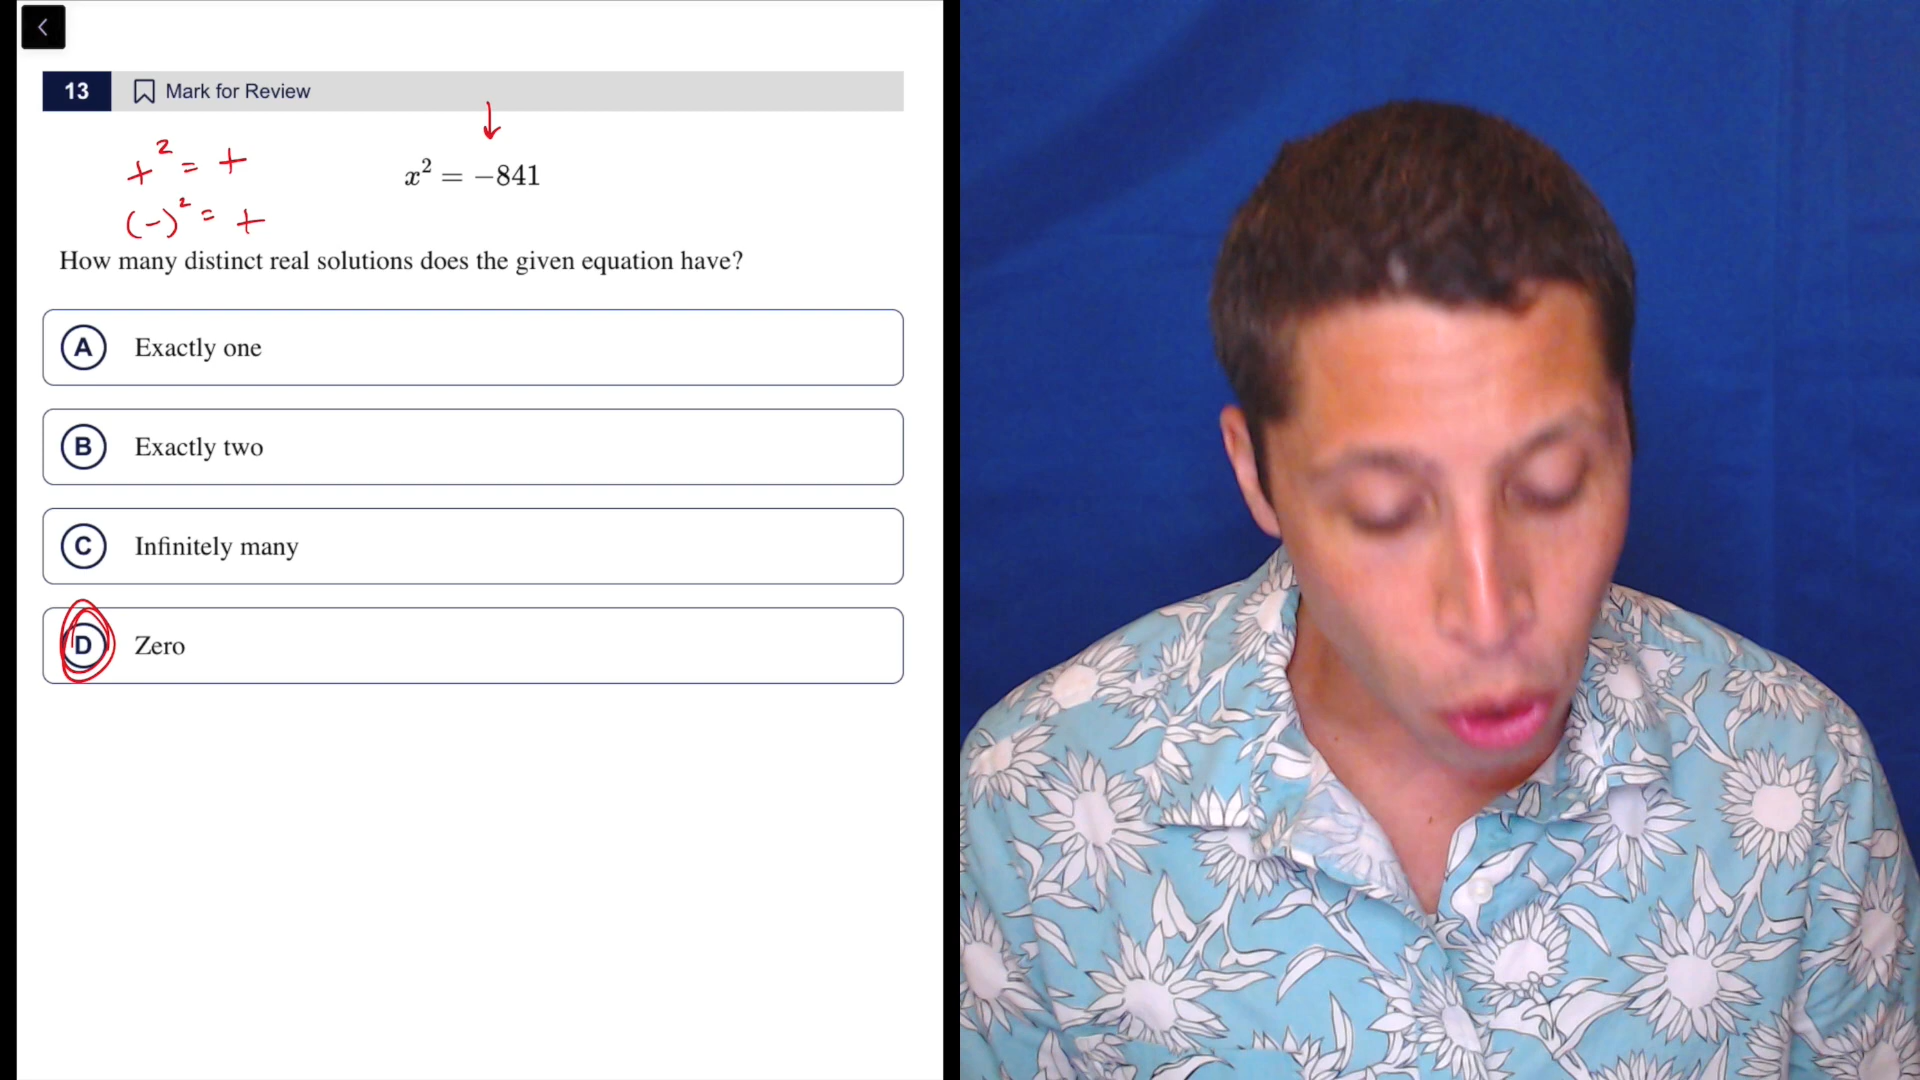 13 Mark for Review
+² = +
x² = −841
(-)² = +
How many distinct real solutions does the given equation have?
A Exactly one
B Exactly two
C Infinitely many
D Zero